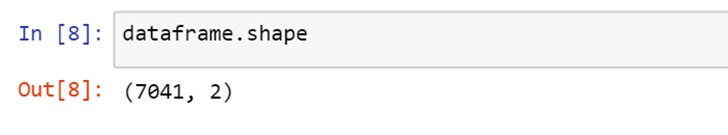 In [8]: dataframe.shape
Out[8]: (7041, 2)